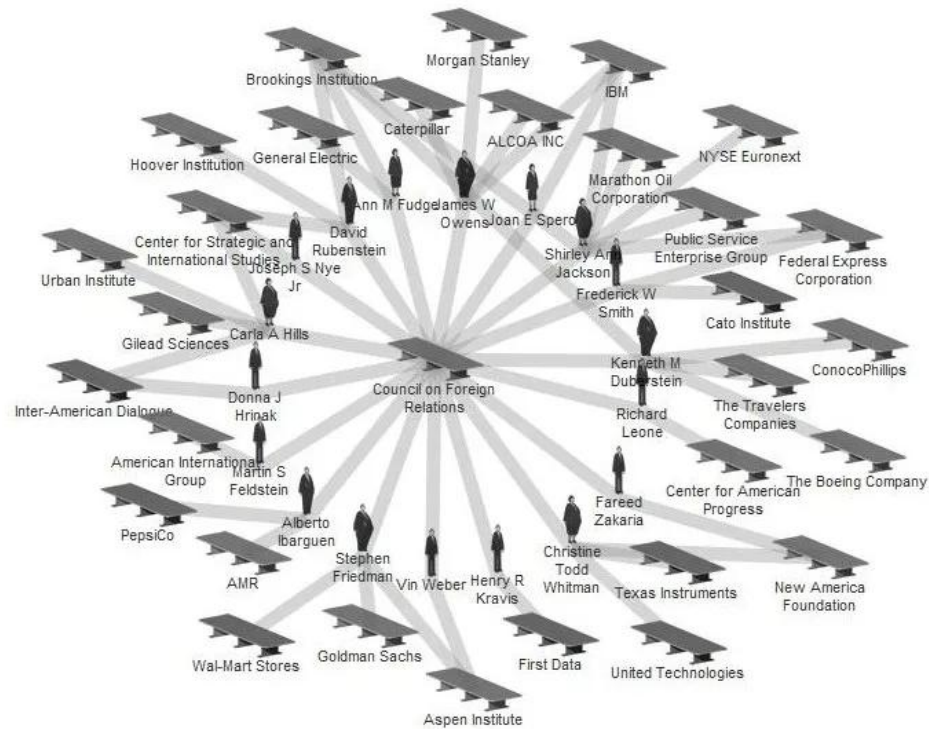 Morgan Stanley
Brookings Institution
IBM
Caterpillar
ALCOA INC
General Electric
Hoover Institution
NYSE Euronext
Marathon Oil
Corporation
Ann M Fudge
James W
Owens
Joan E Spero
David
Rubenstein
Center for Strategic and
International Studies
Joseph S Nye
Jr
Shirley Ann
Jackson
Public Service
Enterprise Group
Federal Express
Corporation
Urban Institute
Frederick W
Smith
Cato Institute
Gilead Sciences
Carla A Hills
Council on Foreign
Relations
Kenneth M
Duberstein
ConocoPhillips
Inter-American Dialogue
Donna J
Hrinak
Richard
Leone
The Travelers
Companies
American International
Group
Martin S
Feldstein
Center for American
Progress
The Boeing Company
Fareed
Zakaria
PepsiCo
Alberto
Ibarguen
Stephen
Friedman
Christine
Todd
Whitman
AMR
Vin Weber
Henry R
Kravis
Texas Instruments
New America
Foundation
Wal-Mart Stores
Goldman Sachs
First Data
United Technologies
Aspen Institute